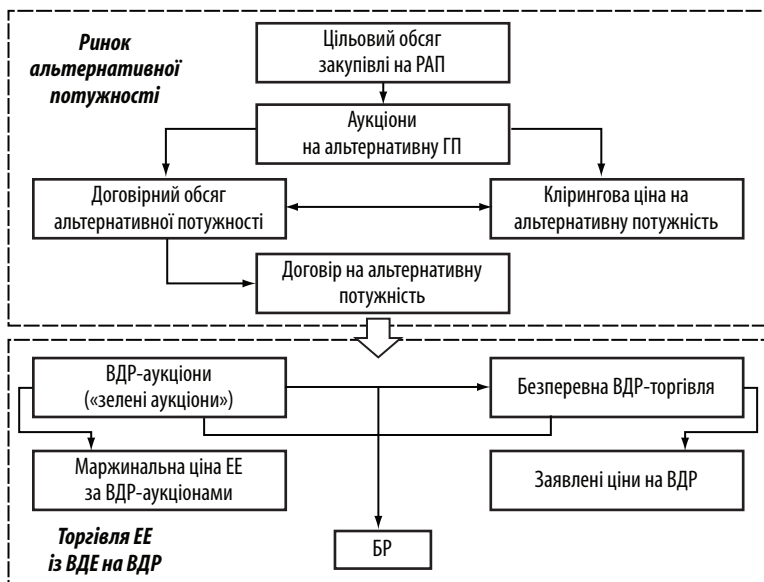 Ринок
альтернативної
потужності
Цільовий обсяг
закупівлі на РАП
Аукціони
на альтернативну ГП
Договірний обсяг
альтернативної потужності
Клірингова ціна на
альтернативну потужність
Договір на альтернативну
потужність
ВДР-аукціони
(«зелені аукціони»)
Безперевна ВДР-торгівля
Маржинальна ціна ЕЕ
за ВДР-аукціонами
Заявлені ціни на ВДР
Торгівля ЕЕ
із ВДЕ на ВДР
БР